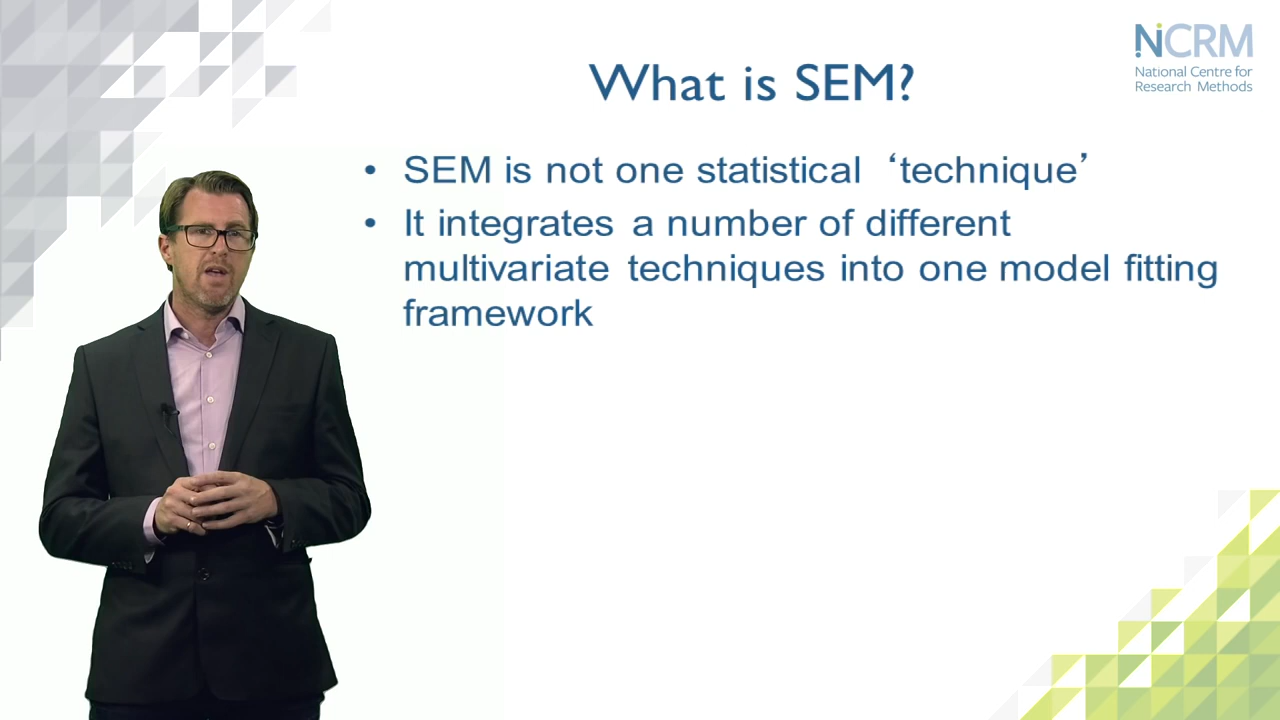 NCRM
National Centre for
Research Methods
What is SEM?
• SEM is not one statistical ‘technique’
• It integrates a number of different
multivariate techniques into one model fitting
framework